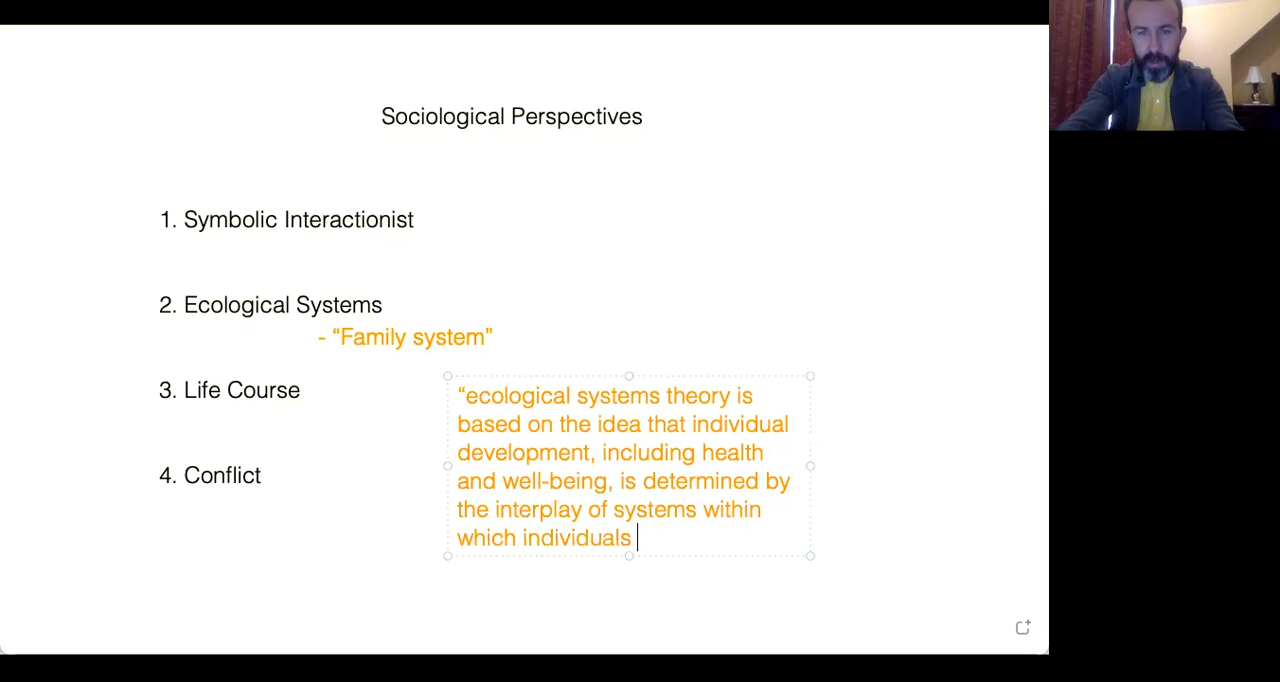 Sociological Perspectives
1. Symbolic Interactionist
2. Ecological Systems
- “Family system”
3. Life Course
“ecological systems theory is
based on the idea that individual
development, including health
and well-being, is determined by
the interplay of systems within
which individuals
4. Conflict